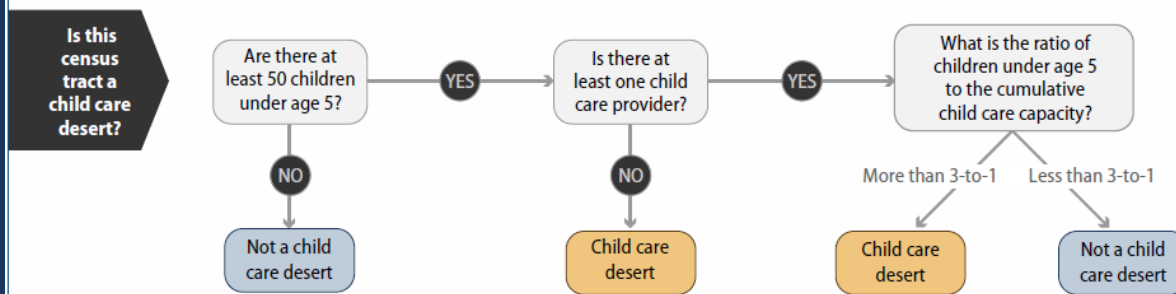 Is this
census
tract a
child care
desert?
Are there at
least 50 children
under age 5?
YES
Is there at
least one child
care provider?
YES
What is the ratio of
children under age 5
to the cumulative
child care capacity?
NO
NO
More than 3-to-1
Less than 3-to-1
Not a child
care desert
Child care
desert
Child care
desert
Not a child
care desert